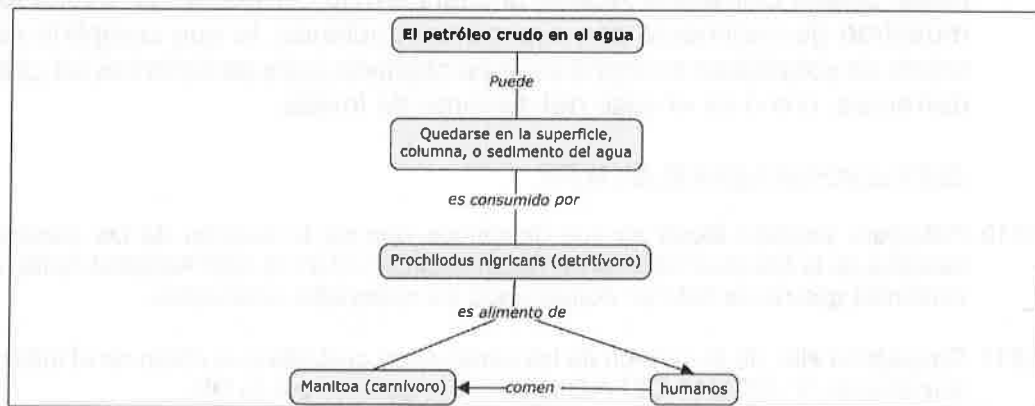 El petróleo crudo en el agua
Puede
Quedarse en la superficie,
columna, o sedimento del agua
es consumido por
Prochilodus nigricans (detritívoro)
es alimento de
Manitoa (carnívoro)
comen
humanos